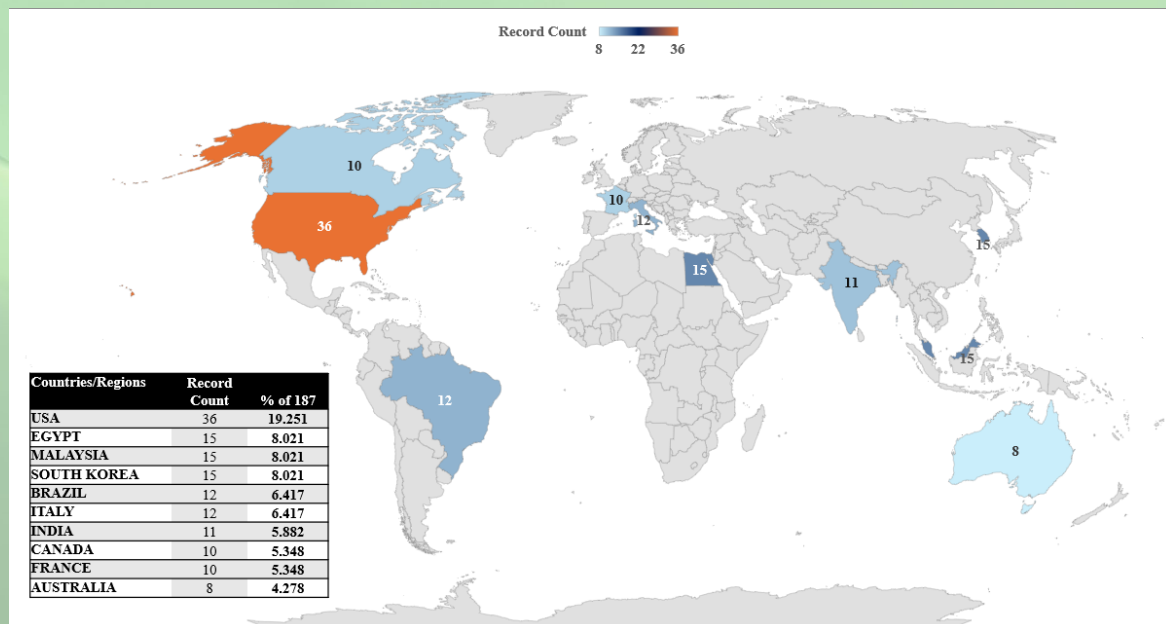 Record Count
8 22 36
10
36
10
12
15
15
11
15
12
8
Countries/Regions Record Count % of 187
USA 36 19.251
EGYPT 15 8.021
MALAYSIA 15 8.021
SOUTH KOREA 15 8.021
BRAZIL 12 6.417
ITALY 12 6.417
INDIA 11 5.882
CANADA 10 5.348
FRANCE 10 5.348
AUSTRALIA 8 4.278